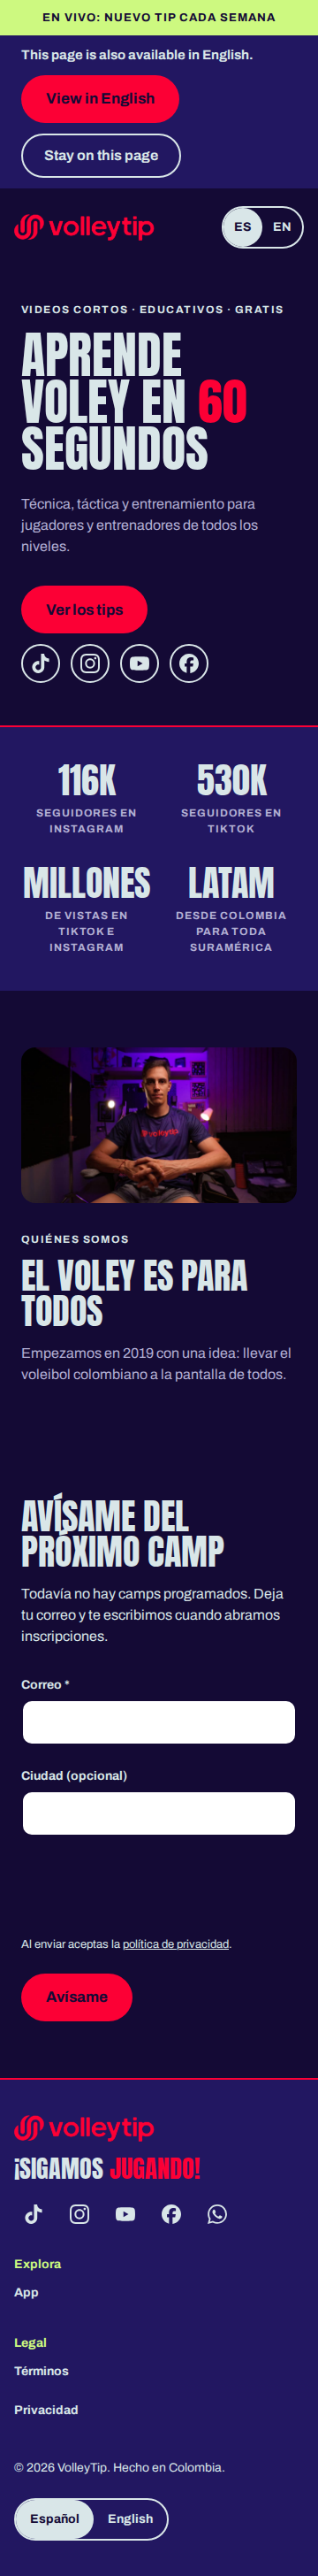 EN VIVO: NUEVO TIP CADA SEMANA
This page is also available in English.
View in English
Stay on this page
volleytip
ES EN
VIDEOS CORTOS · EDUCATIVOS · GRATIS
APRENDE
VOLEY EN 60
SEGUNDOS
Técnica, táctica y entrenamiento para
jugadores y entrenadores de todos los
niveles.
Ver los tips
116K
SEGUIDORES EN
INSTAGRAM
530K
SEGUIDORES EN
TIKTOK
MILLONES
DE VISTAS EN
TIKTOK E
INSTAGRAM
LATAM
DESDE COLOMBIA
PARA TODA
SURAMÉRICA
volleytip
QUIÉNES SOMOS
EL VOLEY ES PARA
TODOS
Empezamos en 2019 con una idea: llevar el
voleibol colombiano a la pantalla de todos.
AVÍSAME DEL
PRÓXIMO CAMP
Todavía no hay camps programados. Deja
tu correo y te escribimos cuando abramos
inscripciones.
Correo *
Ciudad (opcional)
Al enviar aceptas la política de privacidad.
Avisame
volleytip
¡SIGAMOS JUGANDO!
Explora
App
Legal
Términos
Privacidad
© 2026 VolleyTip. Hecho en Colombia.
Español English